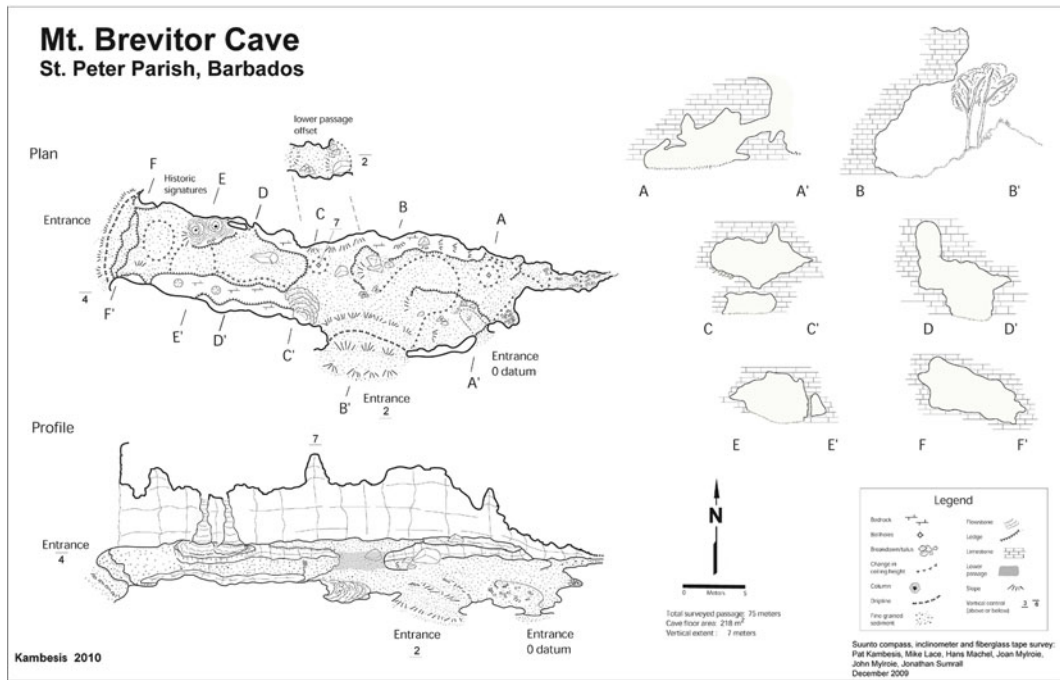 Mt. Brevitor Cave
St. Peter Parish, Barbados
Plan
lower passage
offset
2
F
Historic
signatures
E
D
C
7
B
A
Entrance
4
F'
E'
D'
C'
B'
A'
Entrance
0 datum
Entrance
2
Profile
7
Entrance
4
Entrance
2
Entrance
0 datum
Kambesis 2010
A A'
B B'
C C'
D D'
E E'
F F'
N
0 Meters 5
Total surveyed passage: 75 meters
Cave floor area: 218 m²
Vertical extent : 7 meters
Legend
Bedrock
Bellholes
Breakdown/talus
Change in
ceiling height
Column
Dripline
Fine-grained
sediment
Flowstone
Ledge
Limestone
Lower
passage
Slope
Vertical control
(above or below)
Suunto compass, inclinometer and fiberglass tape survey:
Pat Kambesis, Mike Lace, Hans Machel, Joan Mylroie,
John Mylroie, Jonathan Sumrall
December 2009